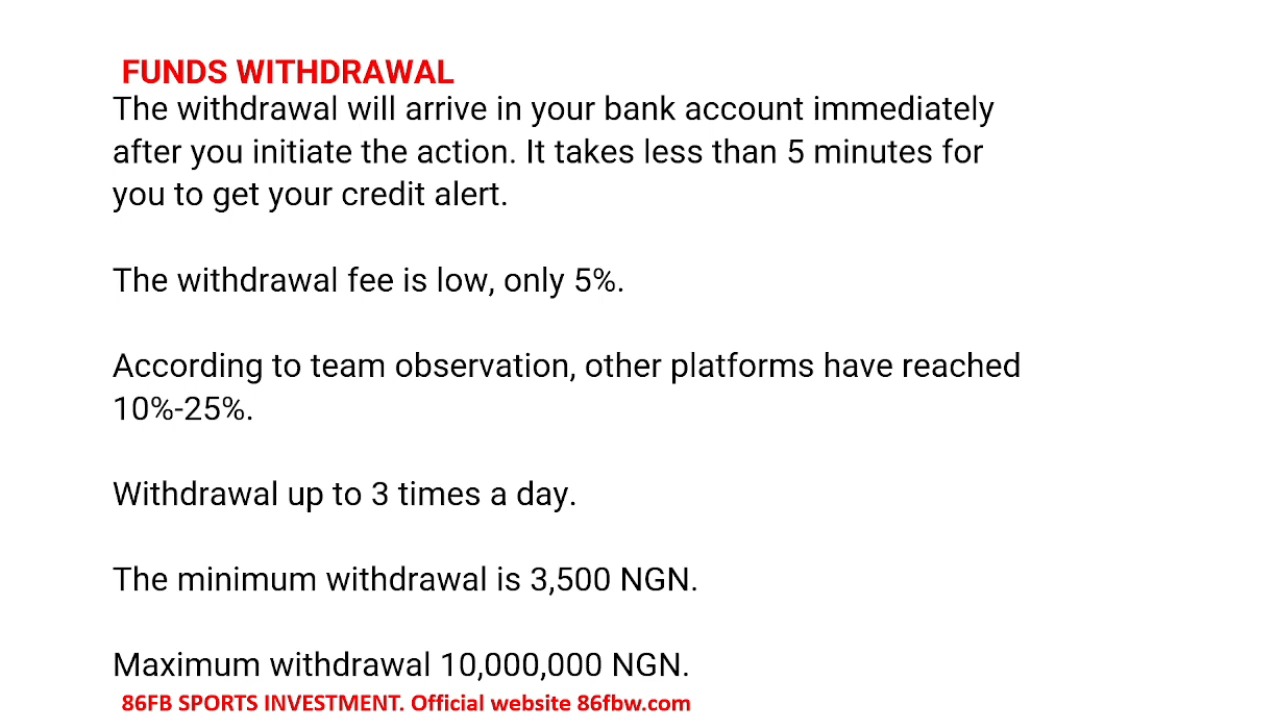 FUNDS WITHDRAWAL
The withdrawal will arrive in your bank account immediately
after you initiate the action. It takes less than 5 minutes for
you to get your credit alert.
The withdrawal fee is low, only 5%.
According to team observation, other platforms have reached
10%-25%.
Withdrawal up to 3 times a day.
The minimum withdrawal is 3,500 NGN.
Maximum withdrawal 10,000,000 NGN.
86FB SPORTS INVESTMENT. Official website 86fbw.com